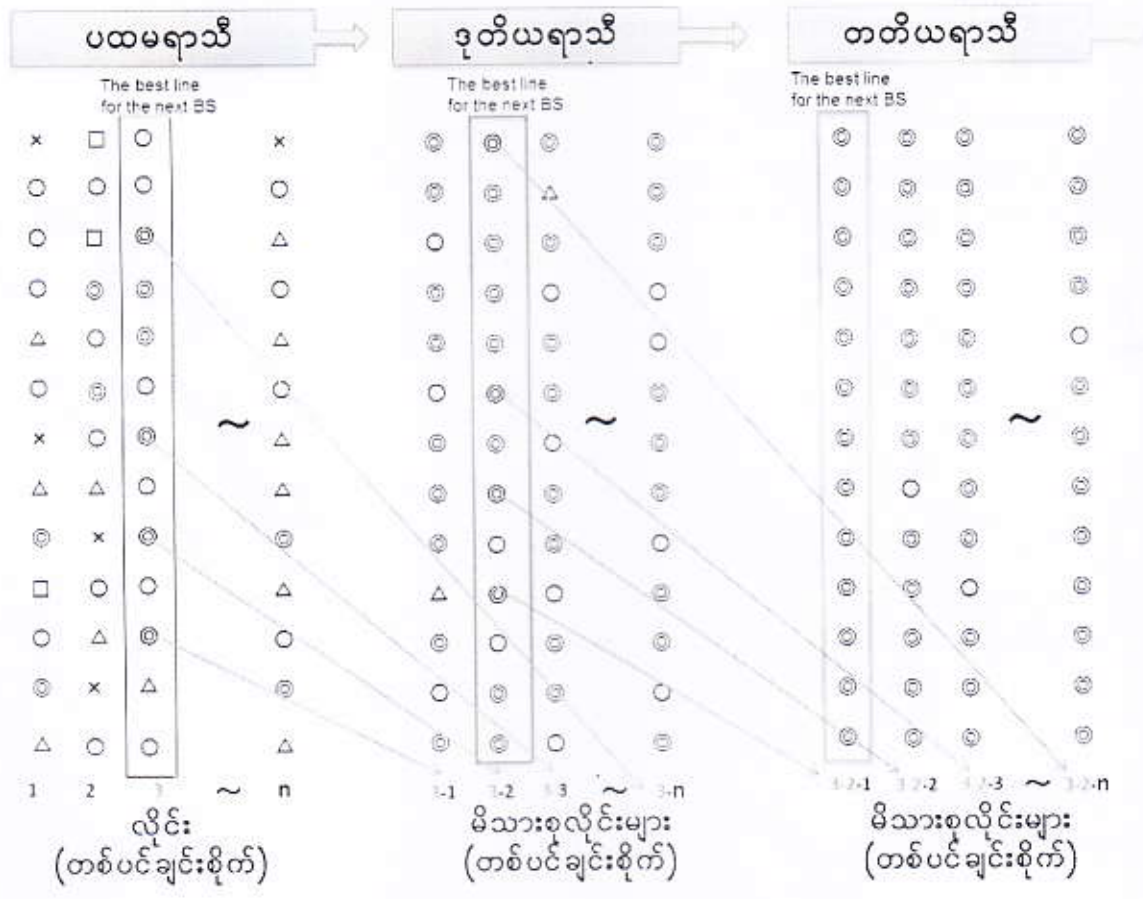 ပထမရာသီ
ဒုတိယရာသီ
တတိယရာသီ
The best line
for the next BS
The best line
for the next BS
The best line
for the next BS
~
~
~
1 2 3 ~ n
3-1 3-2 3-3 ~ 3-n
3-2-1 3-2-2 3-2-3 ~ 3-2-n
လိုင်း
(တစ်ပင်ချင်းစိုက်)
မိသားစုလိုင်းများ
(တစ်ပင်ချင်းစိုက်)
မိသားစုလိုင်းများ
(တစ်ပင်ချင်းစိုက်)